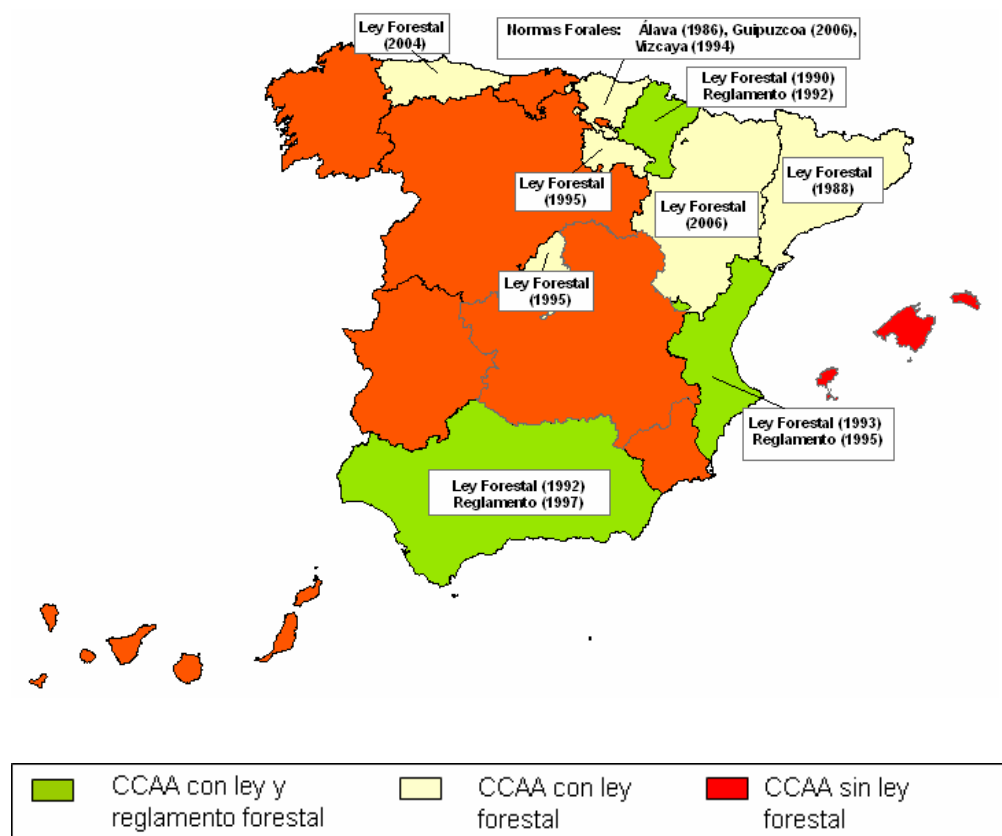 Ley Forestal
(2004)
Normas Forales: Álava (1986), Guipuzcoa (2006),
Vizcaya (1994)
Ley Forestal (1990)
Reglamento (1992)
Ley Forestal
(1995)
Ley Forestal
(2006)
Ley Forestal
(1988)
Ley Forestal
(1995)
Ley Forestal (1993)
Reglamento (1995)
Ley Forestal (1992)
Reglamento (1997)
CCAA con ley y
reglamento forestal
CCAA con ley
forestal
CCAA sin ley
forestal